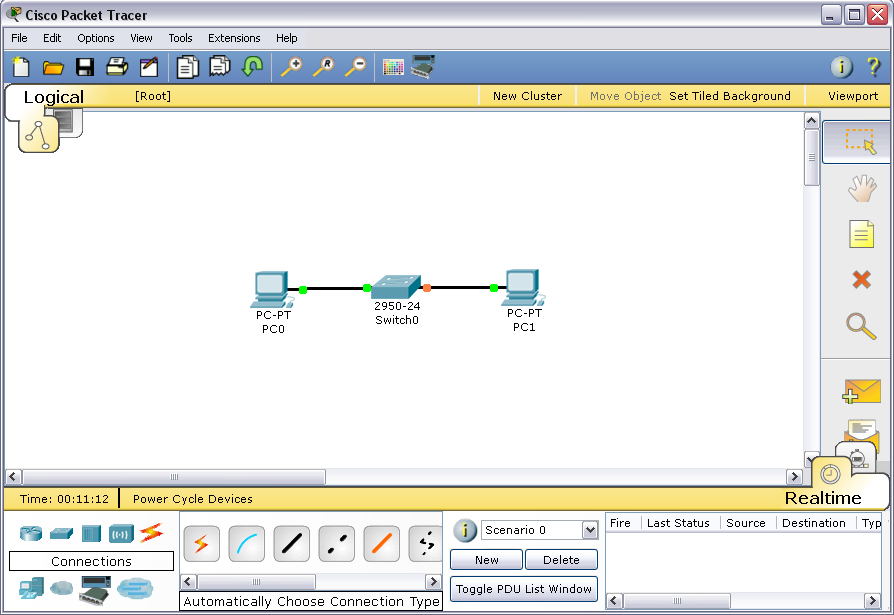 Cisco Packet Tracer
File Edit Options View Tools Extensions Help
Logical [Root] New Cluster Move Object Set Tiled Background Viewport
PC-PT
PC0
2950-24
Switch0
PC-PT
PC1
Time: 00:11:12 Power Cycle Devices Realtime
Connections
Automatically Choose Connection Type
Scenario 0
New Delete
Toggle PDU List Window
Fire Last Status Source Destination Typ